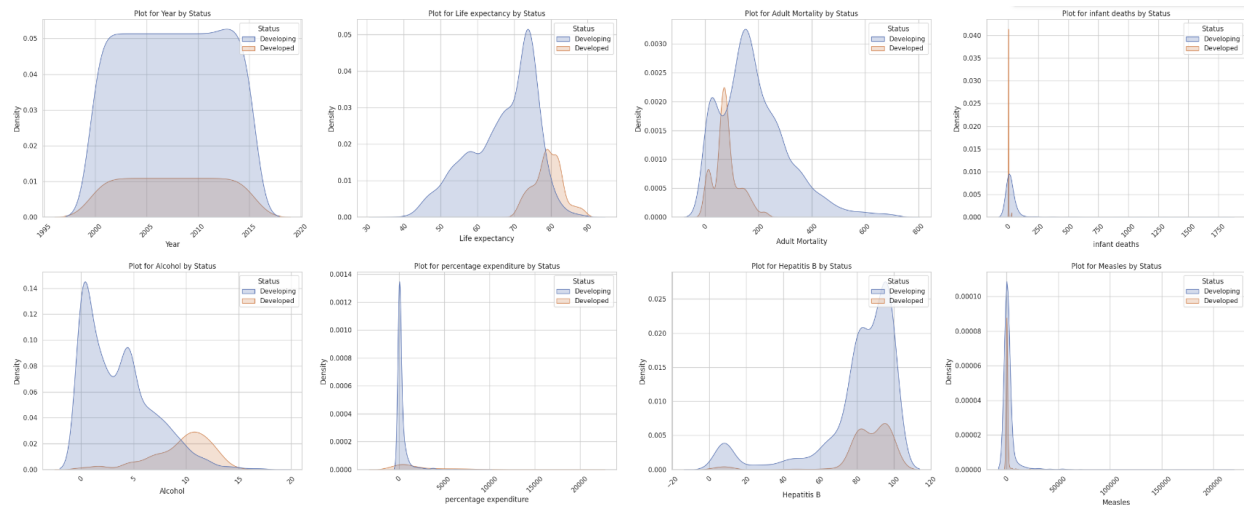 Plot for Year by Status
Status
Developing
Developed
0.05
0.04
0.03
0.02
0.01
0.00
Density
1995
2000
2005
2010
2015
2020
Year
Plot for Life expectancy by Status
Status
Developing
Developed
0.05
0.04
0.03
0.02
0.01
0.00
Density
30
40
50
60
70
80
90
Life expectancy
Plot for Adult Mortality by Status
Status
Developing
Developed
0.0030
0.0025
0.0020
0.0015
0.0010
0.0005
0.0000
Density
0
200
400
600
800
Adult Mortality
Plot for infant deaths by Status
Status
Developing
Developed
0.040
0.035
0.030
0.025
0.020
0.015
0.010
0.005
0.000
Density
0
250
500
750
1000
1250
1500
1750
infant deaths
Plot for Alcohol by Status
Status
Developing
Developed
0.14
0.12
0.10
0.08
0.06
0.04
0.02
0.00
Density
0
5
10
15
20
Alcohol
Plot for percentage expenditure by Status
Status
Developing
Developed
0.0014
0.0012
0.0010
0.0008
0.0006
0.0004
0.0002
0.0000
Density
0
5000
10000
15000
20000
percentage expenditure
Plot for Hepatitis B by Status
Status
Developing
Developed
0.025
0.020
0.015
0.010
0.005
0.000
Density
-20
0
20
40
60
80
100
120
Hepatitis B
Plot for Measles by Status
Status
Developing
Developed
0.00010
0.00008
0.00006
0.00004
0.00002
0.00000
Density
0
50000
100000
150000
200000
Measles